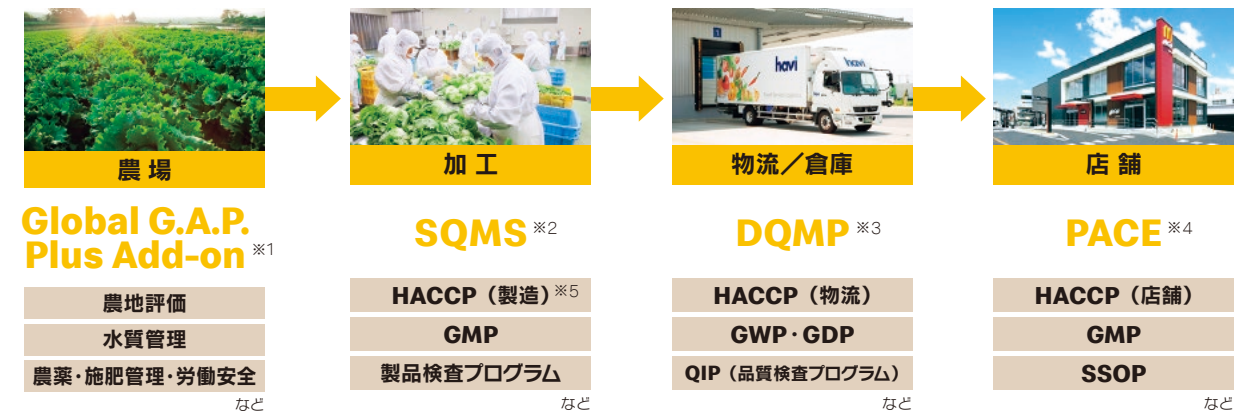 havi
havi
1
農場
加工
物流／倉庫
店舗
Global G.A.P.
Plus Add-on ※1
農地評価
水質管理
農薬・施肥管理・労働安全
など
SQMS ※2
HACCP（製造）※5
GMP
製品検査プログラム
など
DQMP ※3
HACCP（物流）
GWP・GDP
QIP（品質検査プログラム）
など
PACE ※4
HACCP（店舗）
GMP
SSOP
など